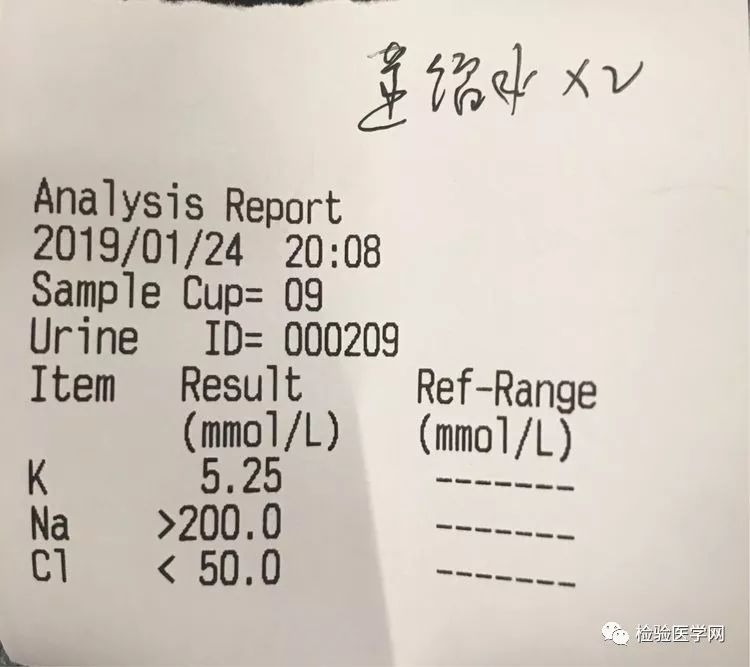 蒸馏水 ×2
Analysis Report
2019/01/24 20:08
Sample Cup= 09
Urine ID= 000209
Item Result Ref-Range
(mmol/L) (mmol/L)
K 5.25 -------
Na >200.0 -------
Cl < 50.0 -------
检验医学网